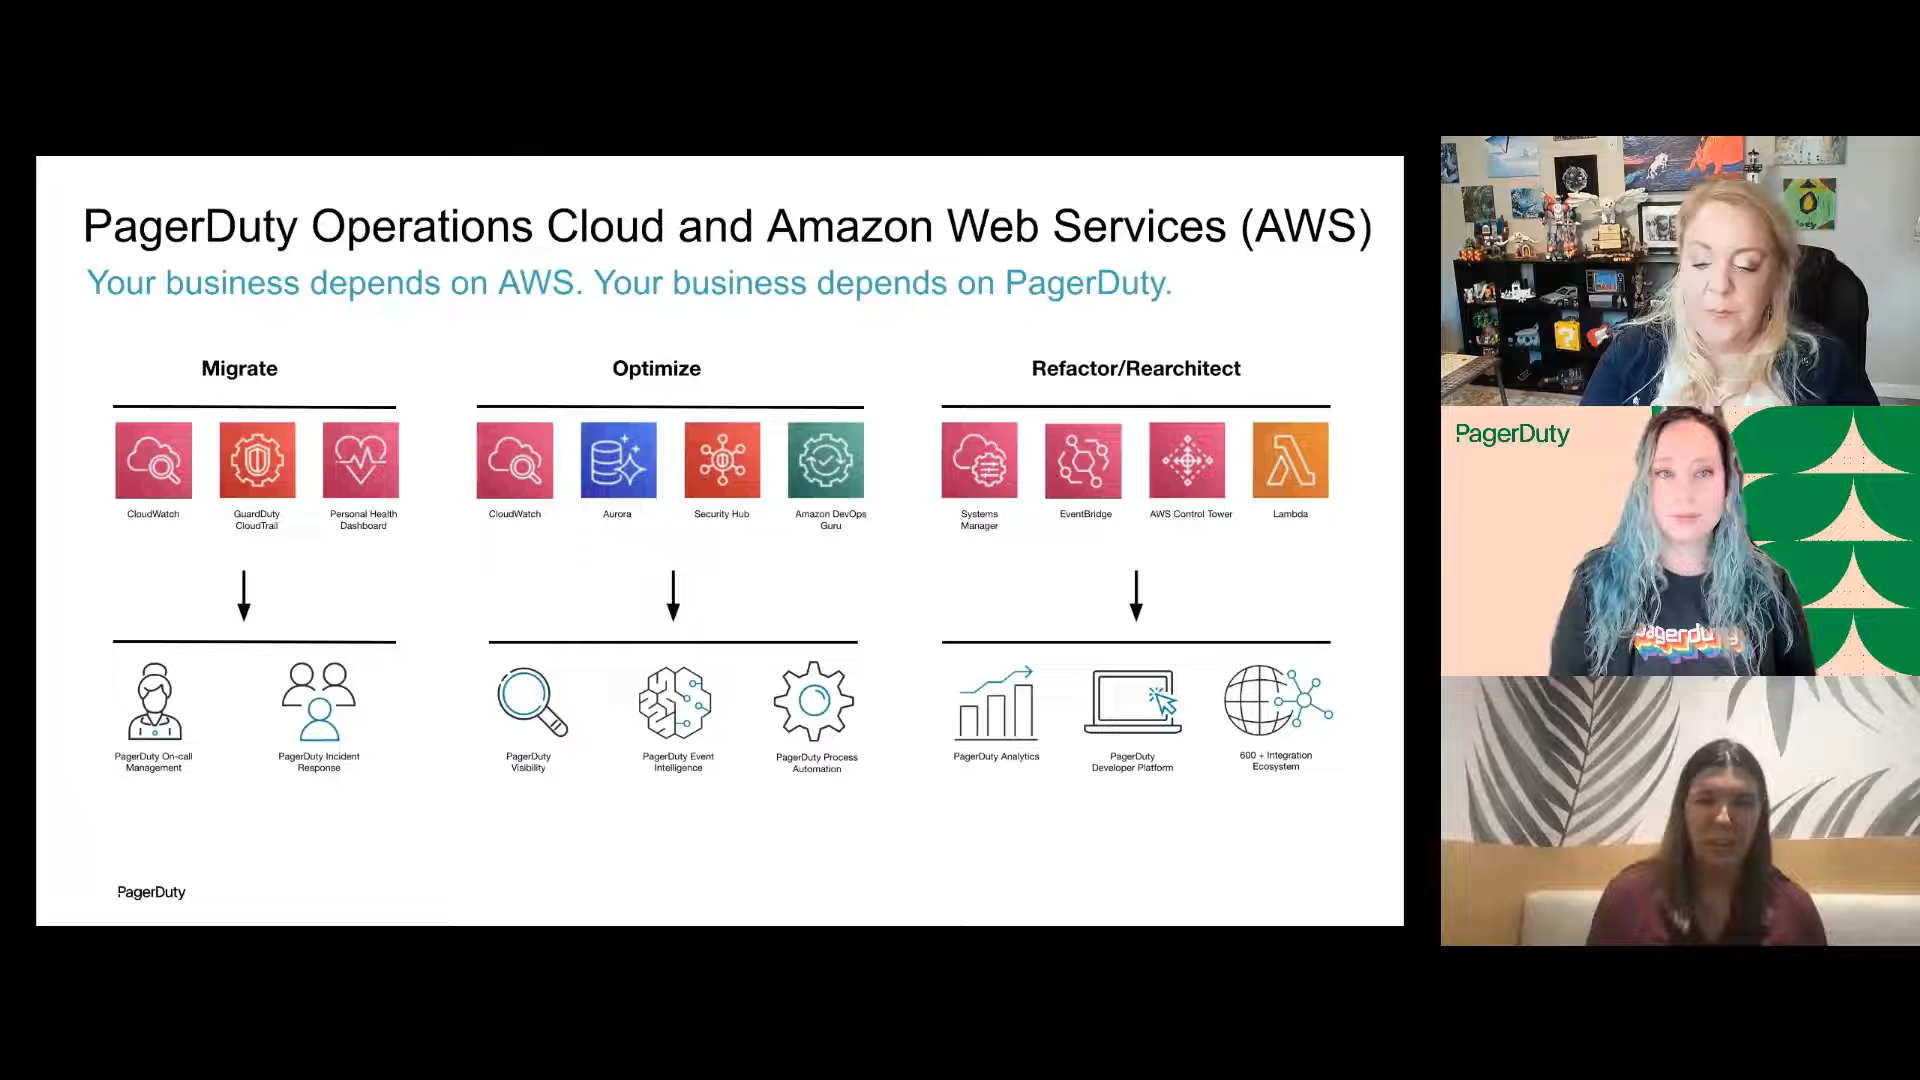 PagerDuty Operations Cloud and Amazon Web Services (AWS)
Your business depends on AWS. Your business depends on PagerDuty.
Migrate
Optimize
Refactor/Rearchitect
CloudWatch
GuardDuty
CloudTrail
Personal Health
Dashboard
CloudWatch
Aurora
Security Hub
Amazon DevOps
Guru
Systems
Manager
EventBridge
AWS Control Tower
Lambda
PagerDuty On-call
Management
PagerDuty Incident
Response
PagerDuty
Visibility
PagerDuty Event
Intelligence
PagerDuty Process
Automation
PagerDuty Analytics
PagerDuty
Developer Platform
600 + Integration
Ecosystem
PagerDuty
PagerDuty
pagerdu